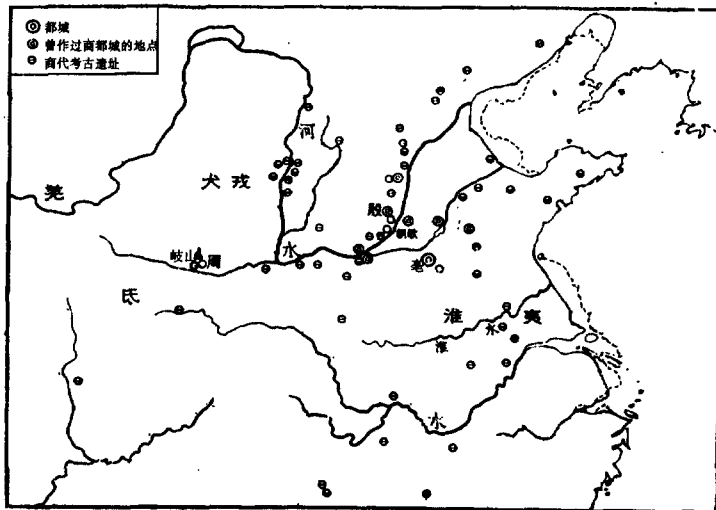 都城
曾作过商都城的地点
商代考古遗址
河
羌
犬戎
殷
朝歌
水
岐山
周
亳
氐
淮夷
水
淮
水